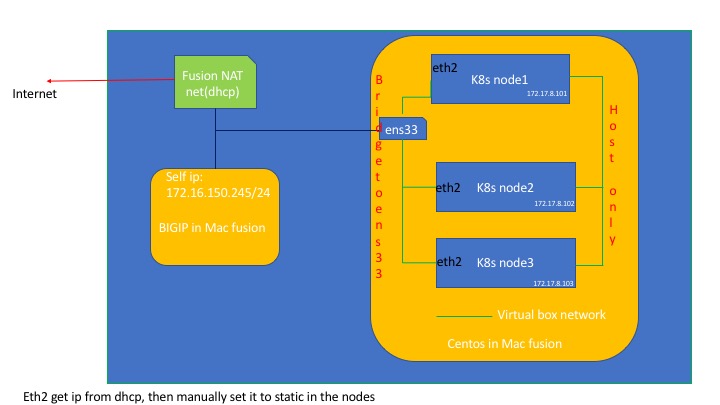 Fusion NAT
net(dhcp)
Internet
Self ip:
172.16.150.245/24
BIGIP in Mac fusion
Bridgetoens33
ens33
eth2
K8s node1
172.17.8.101
eth2
K8s node2
172.17.8.102
eth2
K8s node3
172.17.8.103
Host only
Virtual box network
Centos in Mac fusion
Eth2 get ip from dhcp, then manually set it to static in the nodes